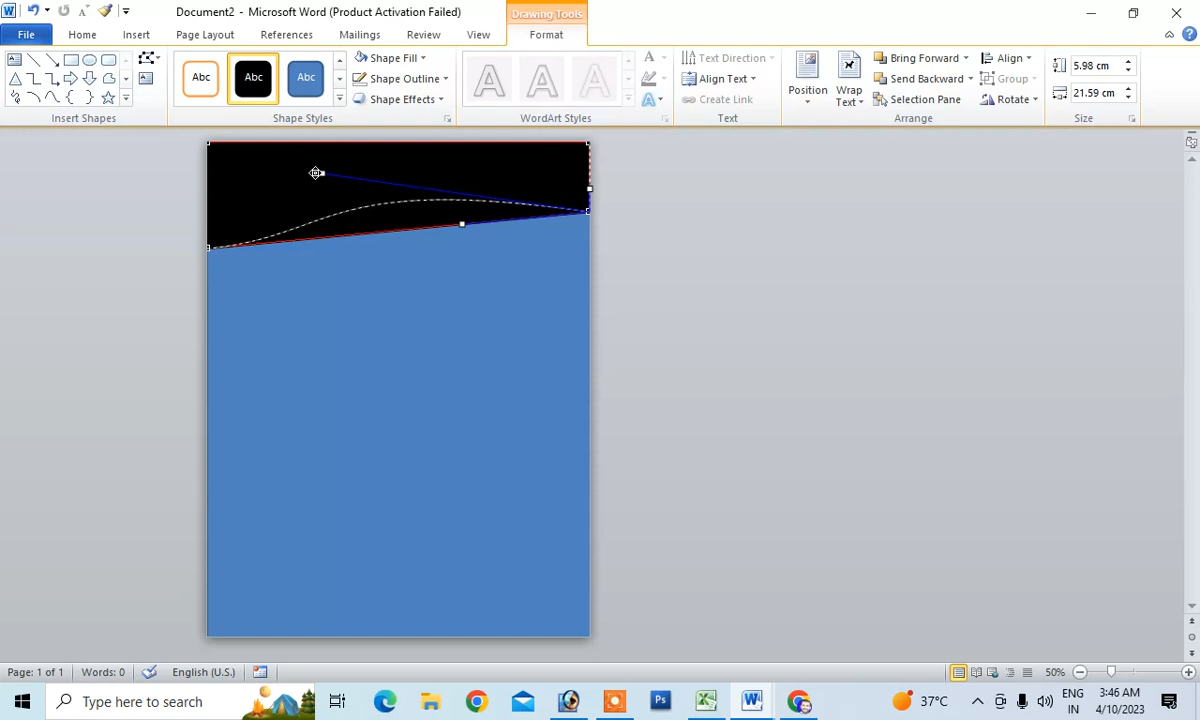 Document2 - Microsoft Word (Product Activation Failed)
Drawing Tools
File Home Insert Page Layout References Mailings Review View Format
Abc Abc Abc
Shape Fill
Shape Outline
Shape Effects
Position
Wrap Text
Text Direction
Align Text
Create Link
Bring Forward
Send Backward
Selection Pane
Align
Group
Rotate
5.98 cm
21.59 cm
Insert Shapes Shape Styles WordArt Styles Text Arrange Size
Page: 1 of 1 Words: 0 English (U.S.) 50%
Type here to search
37°C
ENG
IN
3:46 AM
4/10/2023